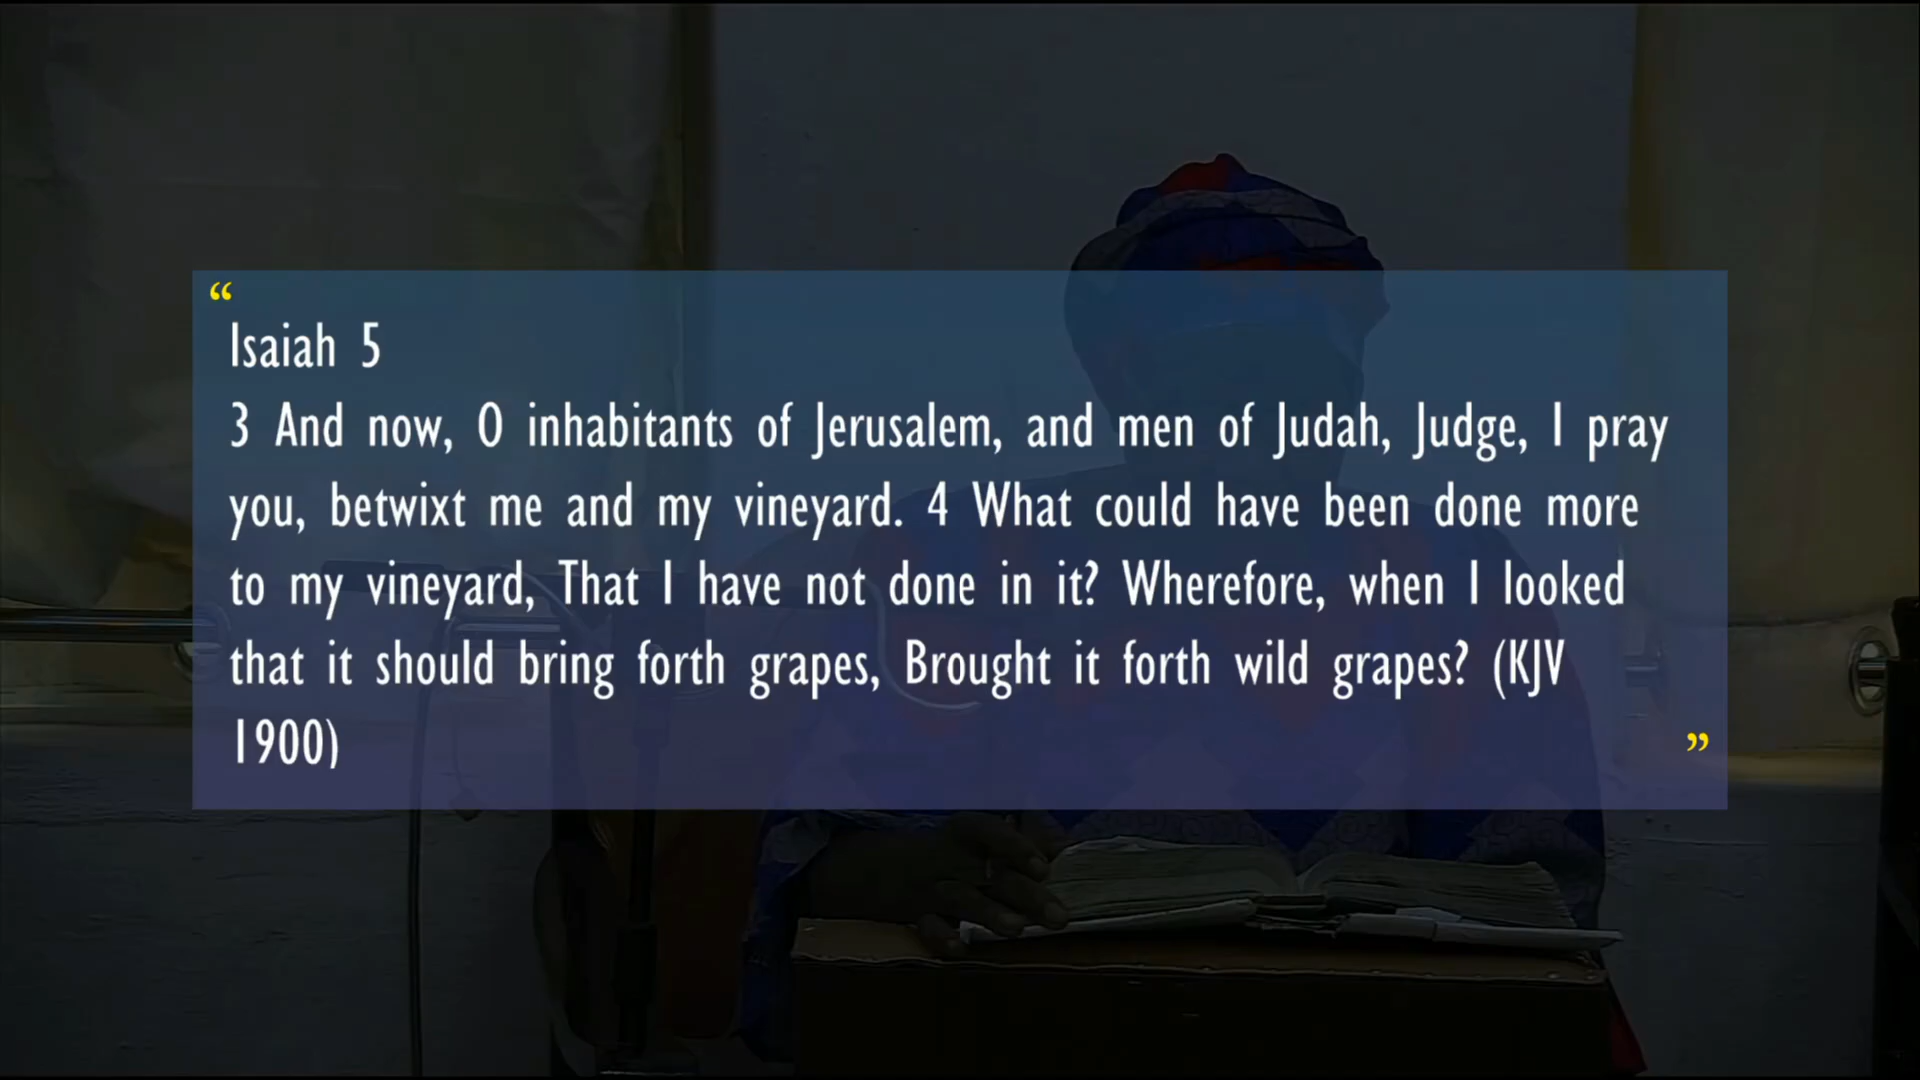 “
Isaiah 5
3 And now, O inhabitants of Jerusalem, and men of Judah, Judge, I pray
you, betwixt me and my vineyard. 4 What could have been done more
to my vineyard, That I have not done in it? Wherefore, when I looked
that it should bring forth grapes, Brought it forth wild grapes? (KJV
1900)
”